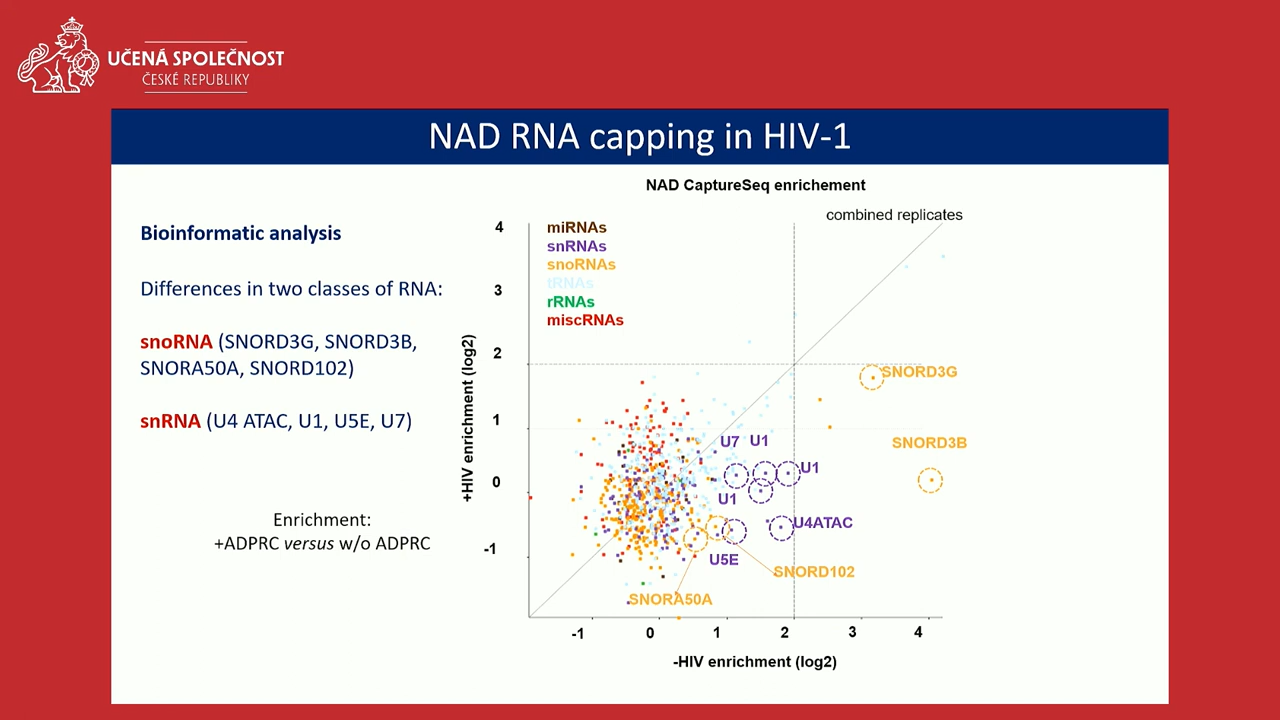 UČENÁ SPOLEČNOST
ČESKÉ REPUBLIKY
NAD RNA capping in HIV-1
Bioinformatic analysis
Differences in two classes of RNA:
snoRNA (SNORD3G, SNORD3B,
SNORA50A, SNORD102)
snRNA (U4 ATAC, U1, U5E, U7)
Enrichment:
+ADPRC versus w/o ADPRC
NAD CaptureSeq enrichement
combined replicates
miRNAs
snRNAs
snoRNAs
tRNAs
rRNAs
miscRNAs
+HIV enrichment (log2)
4
3
2
1
0
-1
SNORD3G
SNORD3B
U7
U1
U1
U1
U4ATAC
U5E
SNORD102
SNORA50A
-1
0
1
2
3
4
-HIV enrichment (log2)